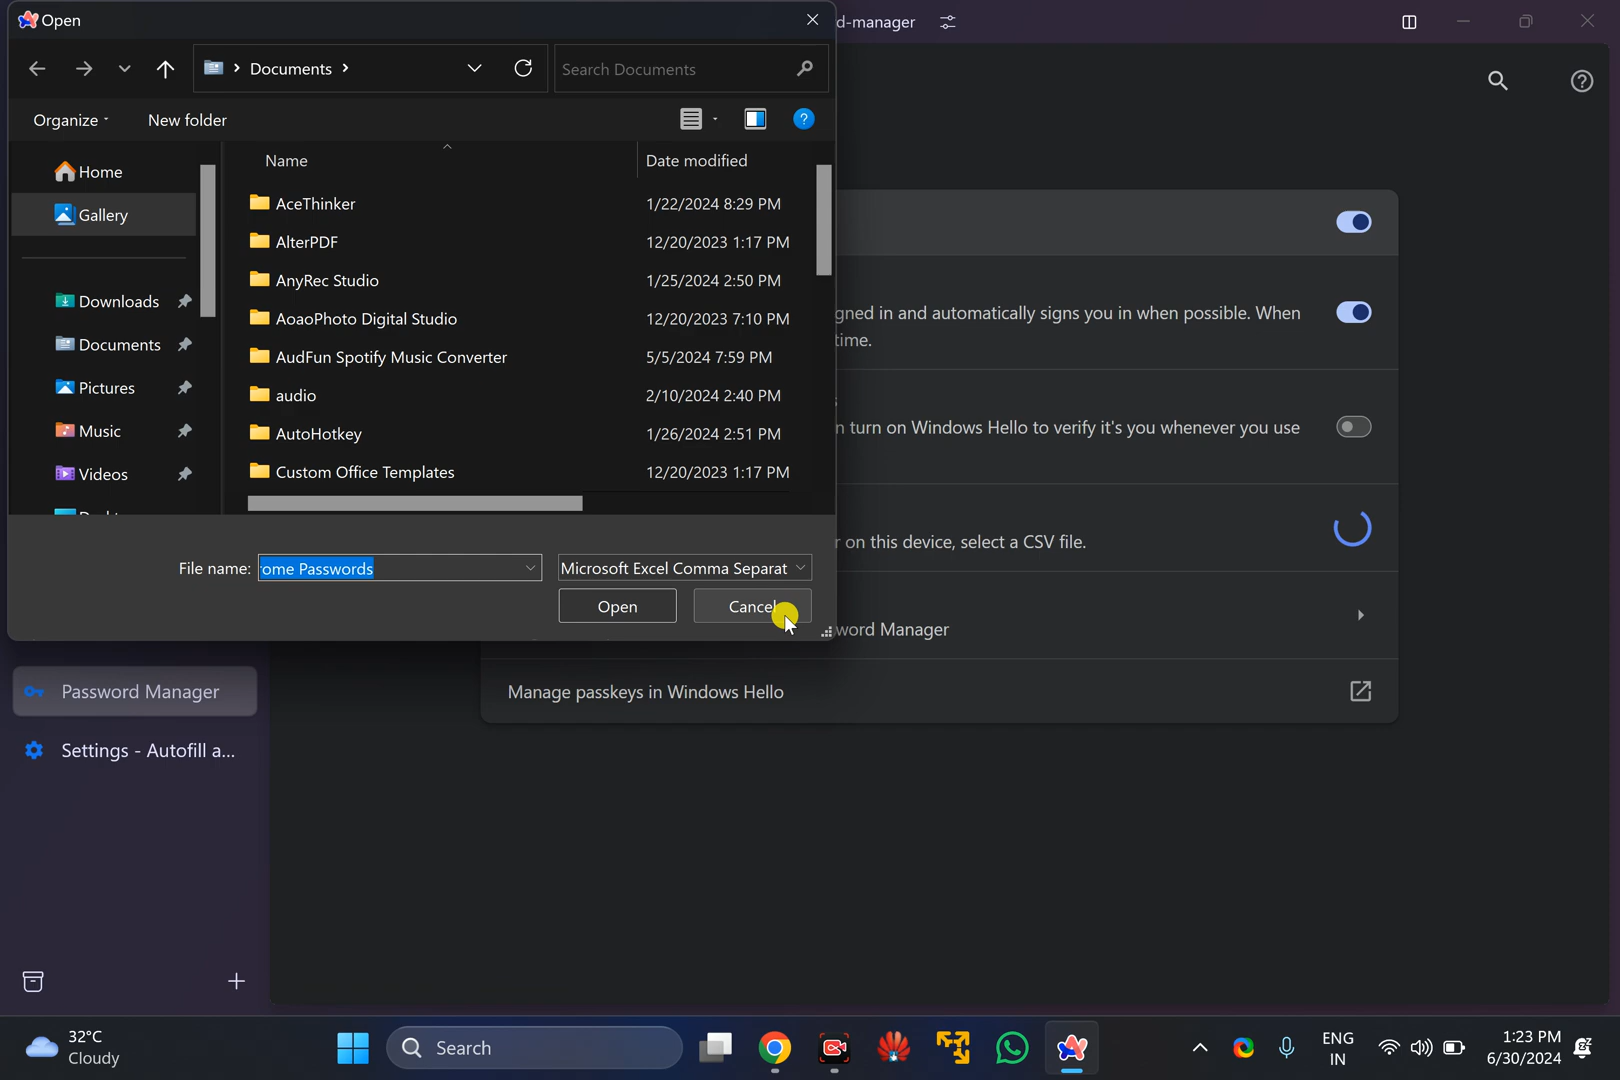 Open
d-manager
Documents
Search Documents
Organize
New folder
Name
Date modified
Home
Gallery
Downloads
Documents
Pictures
Music
Videos
AceThinker 1/22/2024 8:29 PM
AlterPDF 12/20/2023 1:17 PM
AnyRec Studio 1/25/2024 2:50 PM
AoaoPhoto Digital Studio 12/20/2023 7:10 PM
AudFun Spotify Music Converter 5/5/2024 7:59 PM
audio 2/10/2024 2:40 PM
AutoHotkey 1/26/2024 2:51 PM
Custom Office Templates 12/20/2023 1:17 PM
File name: ome Passwords
Microsoft Excel Comma Separat
Open
Cancel
gned in and automatically signs you in when possible. When
time.
n turn on Windows Hello to verify it's you whenever you use
r on this device, select a CSV file.
word Manager
Manage passkeys in Windows Hello
Password Manager
Settings - Autofill a...
32°C
Cloudy
Search
ENG
IN
1:23 PM
6/30/2024